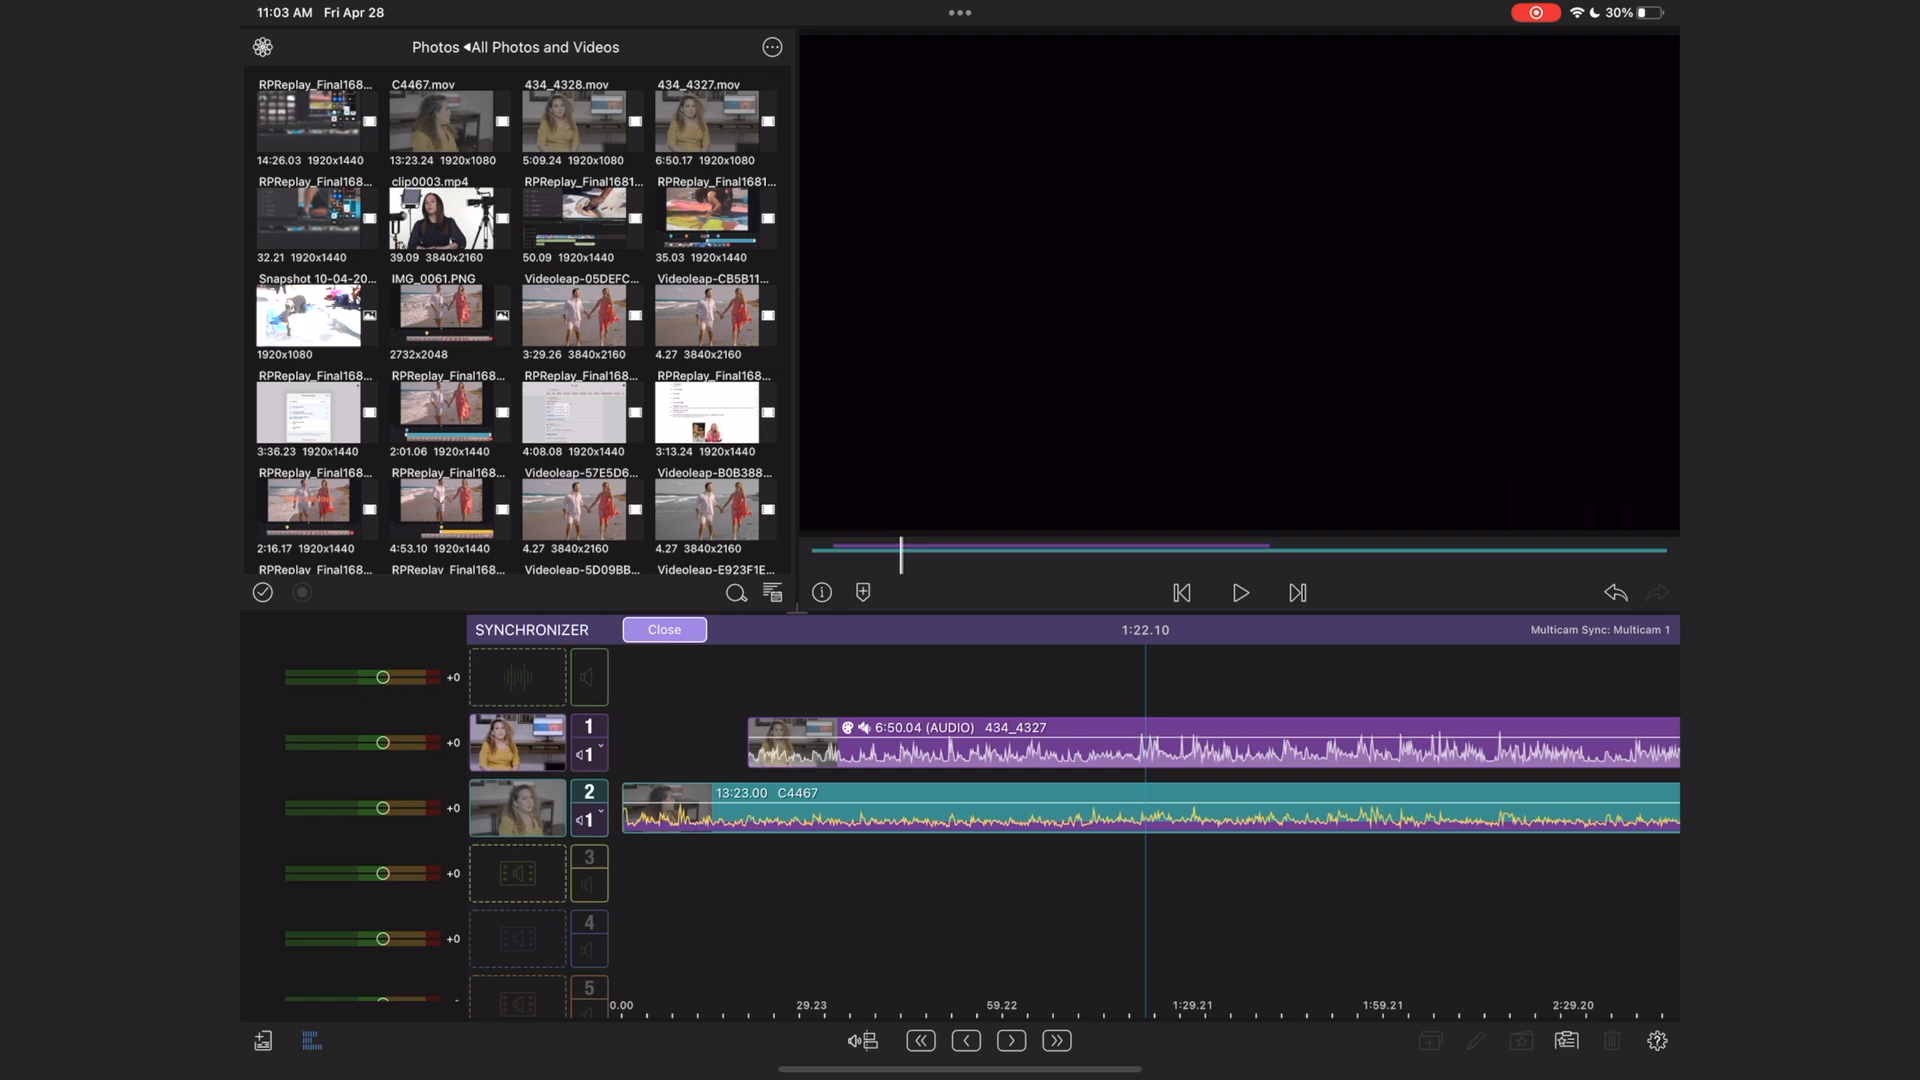 11:03 AM Fri Apr 28
30%
Photos ◀All Photos and Videos
RPReplay_Final168... C4467.mov 434_4328.mov 434_4327.mov
14:26.03 1920x1440 13:23.24 1920x1080 5:09.24 1920x1080 6:50.17 1920x1080
RPReplay_Final168... clip0003.mp4 RPReplay_Final1681... RPReplay_Final1681...
32.21 1920x1440 39.09 3840x2160 50.09 1920x1440 35.03 1920x1440
Snapshot 10-04-20... IMG_0061.PNG Videoleap-05DEFC... Videoleap-CB5B11...
1920x1080 2732x2048 3:29.26 3840x2160 4.27 3840x2160
RPReplay_Final168... RPReplay_Final168... RPReplay_Final168... RPReplay_Final168...
3:36.23 1920x1440 2:01.06 1920x1440 4:08.08 1920x1440 3:13.24 1920x1440
RPReplay_Final168... RPReplay_Final168... Videoleap-57E5D6... Videoleap-B0B388...
2:16.17 1920x1440 4:53.10 1920x1440 4.27 3840x2160 4.27 3840x2160
RPReplay_Final168... RPReplay_Final168... Videoleap-5D09BB... Videoleap-E923F1E...
SYNCHRONIZER Close 1:22.10 Multicam Sync: Multicam 1
+0
+0 1 1 6:50.04 (AUDIO) 434_4327
+0 2 1 13:23.00 C4467
+0 3
+0 4
- 5
0.00 29.23 59.22 1:29.21 1:59.21 2:29.20